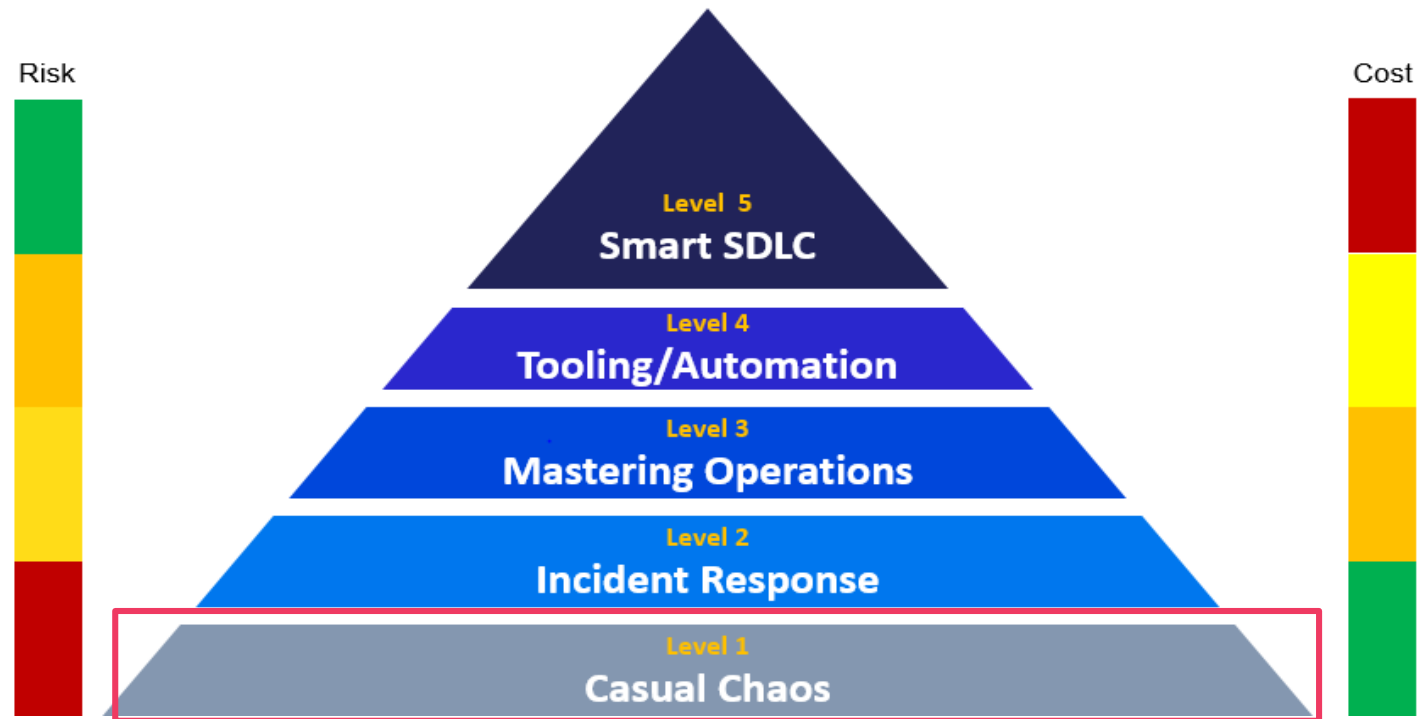 Risk
Cost
Level 5
Smart SDLC
Level 4
Tooling/Automation
Level 3
Mastering Operations
Level 2
Incident Response
Level 1
Casual Chaos